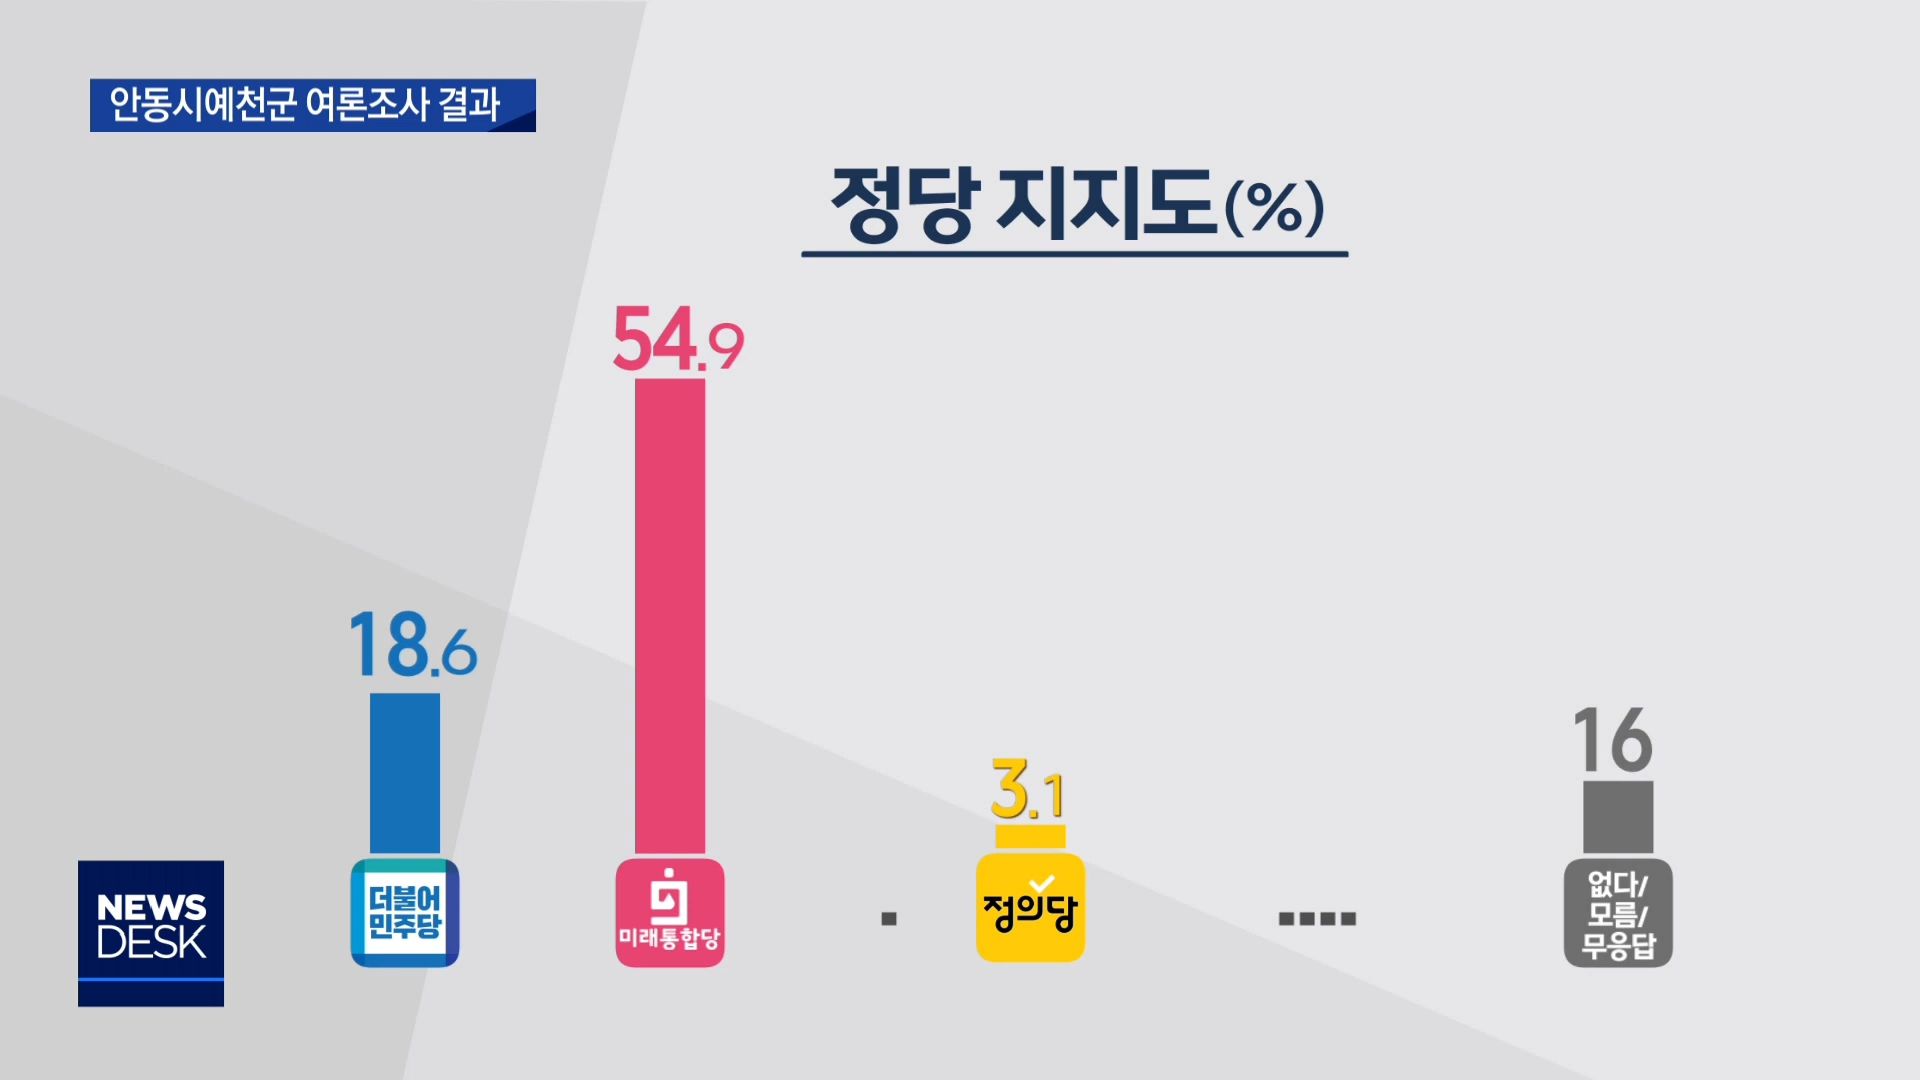 안동시예천군 여론조사 결과
정당 지지도(%)
54.9
18.6
3.1
16
더불어
민주당
미래통합당
정의당
없다/
모름/
무응답
NEWS
DESK